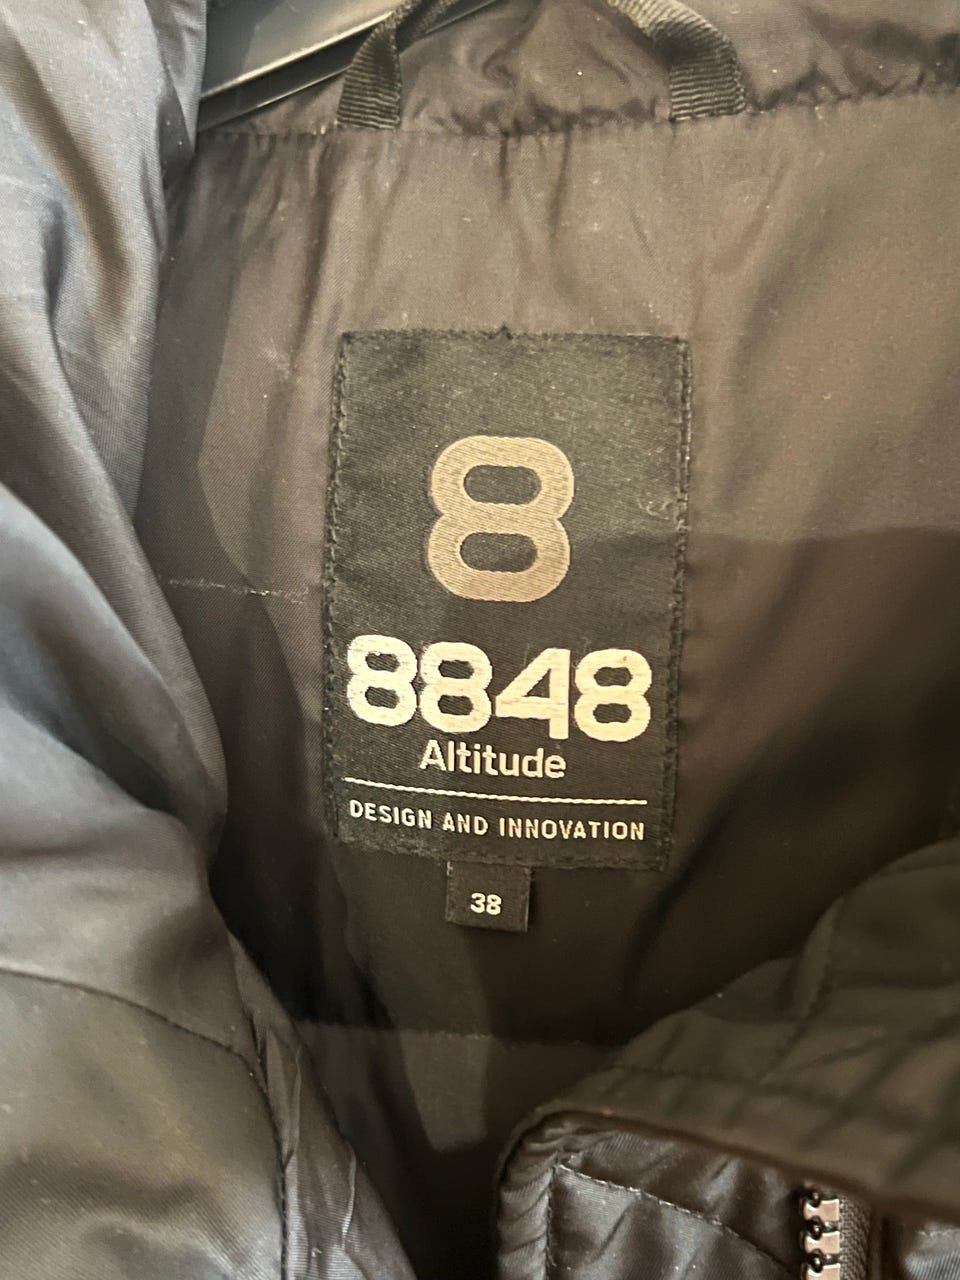 8
8848
Altitude
DESIGN AND INNOVATION
38